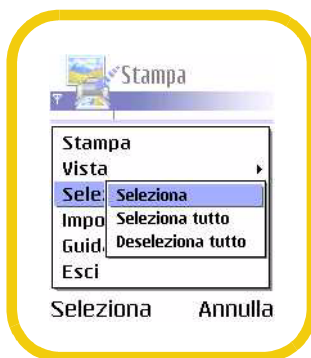 Stampa
Stampa
Vista
Sele
Seleziona
Impo
Seleziona tutto
Guid
Deseleziona tutto
Esci
Seleziona Annulla